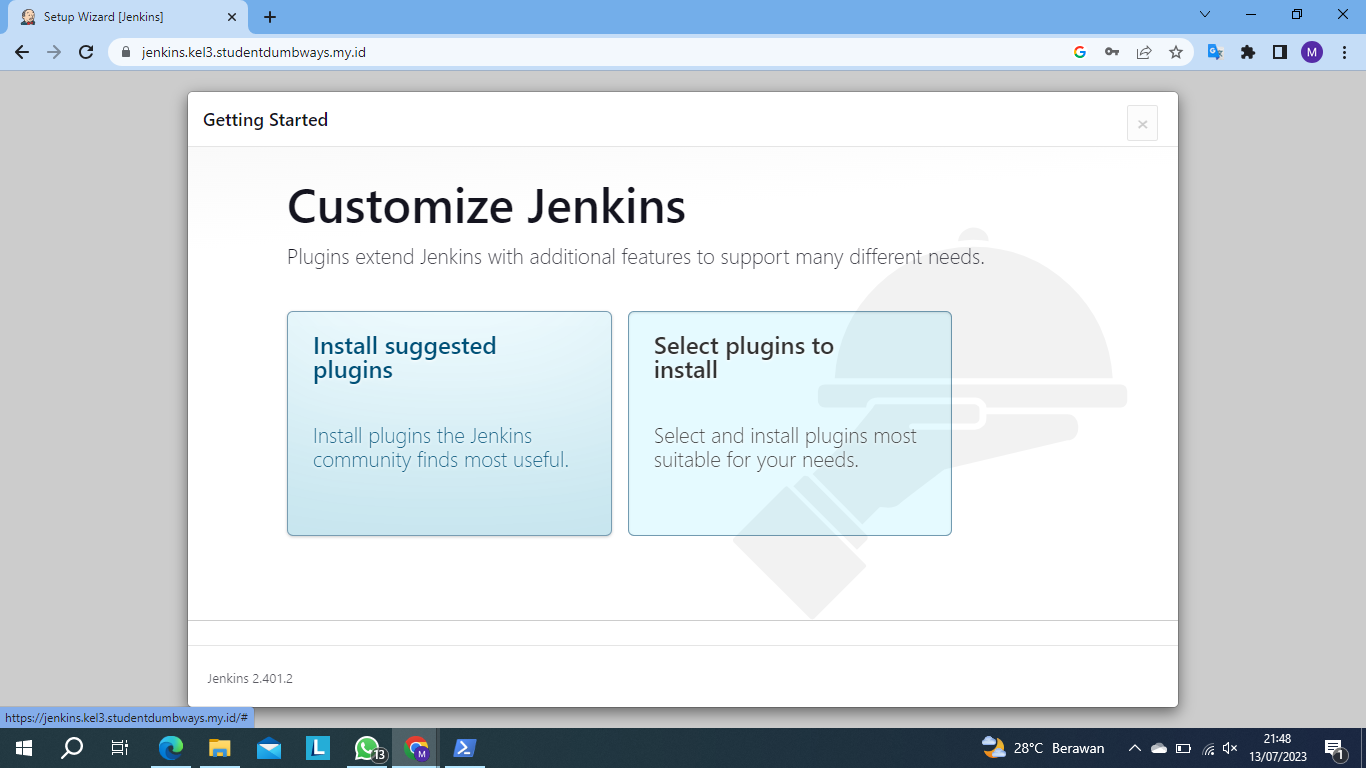 Setup Wizard [Jenkins]
jenkins.kel3.studentdumbways.my.id
G
M
Getting Started
Customize Jenkins
Plugins extend Jenkins with additional features to support many different needs.
Install suggested
plugins
Install plugins the Jenkins
community finds most useful.
Select plugins to
install
Select and install plugins most
suitable for your needs.
Jenkins 2.401.2
https://jenkins.kel3.studentdumbways.my.id/#
L
13
M
28°C Berawan
21:48
13/07/2023
1